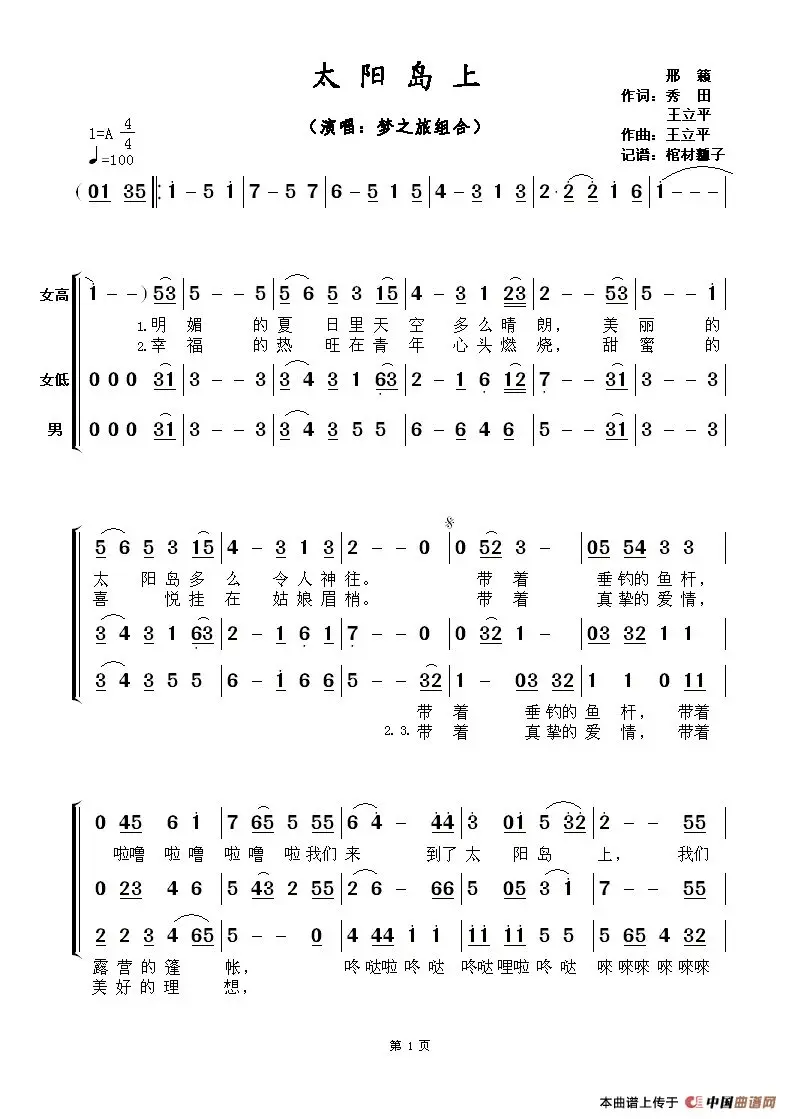 太阳岛上
（演唱：梦之旅组合）
邢籁
作词：秀田
王立平
作曲：王立平
记谱：棺材瓤子
1=A 4/4
♩=100
( 01 35 ‖: 1 - 5 1 | 7 - 5 7 | 6 - 5 1 5 | 4 - 3 1 3 | 2· 2 2 1 6 | 1 - - - |
女高 1 - - ) 53 | 5 - - 5 | 5 6 5 3 15 | 4 - 3 1 23 | 2 - - 53 | 5 - - 1 |
1.明媚的夏日里天空多么晴朗，美丽的
2.幸福的热旺在青年心头燃烧，甜蜜的
女低 0 0 0 31 | 3 - - 3 | 3 4 3 1 63 | 2 - 1 6 12 | 7 - - 31 | 3 - - 3 |
男 0 0 0 31 | 3 - - 3 | 3 4 3 5 5 | 6 - 6 4 6 | 5 - - 31 | 3 - - 3 |
5 6 5 3 15 | 4 - 3 1 3 | 2 - - 0 | 0 52 3 - | 05 54 3 3 |
太阳岛多么令人神往。带着垂钓的鱼杆，
喜悦挂在姑娘眉梢。带着真挚的爱情，
3 4 3 1 63 | 2 - 1 6 1 | 7 - - 0 | 0 32 1 - | 03 32 1 1 |
3 4 3 5 5 | 6 - 1 6 6 | 5 - - 32 | 1 - 03 32 | 1 1 0 11 |
带着垂钓的鱼杆，带着
2.3.带着真挚的爱情，带着
0 45 6 1 | 7 65 5 55 | 6 4 - 44 | 3 01 5 32 | 2 - - 55 |
啦噜啦噜啦噜啦我们来到了太阳岛上，我们
0 23 4 6 | 5 43 2 55 | 2 6 - 66 | 5 05 3 1 | 7 - - 55 |
2 2 3 4 65 | 5 - - 0 | 4 44 1 1 | 11 11 5 5 | 5 65 4 32 |
露营的篷帐，咚哒啦咚哒咚哒哩啦咚哒唻唻唻唻唻唻
美好的理想，
第 1 页
本曲谱上传于 中国曲谱网